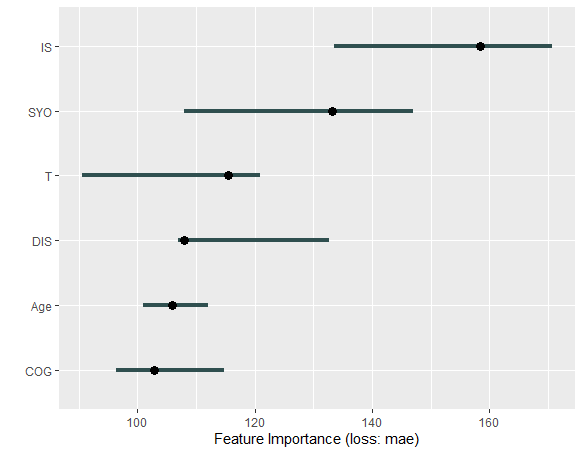 IS
SYO
T
DIS
Age
COG
100 120 140 160
Feature Importance (loss: mae)